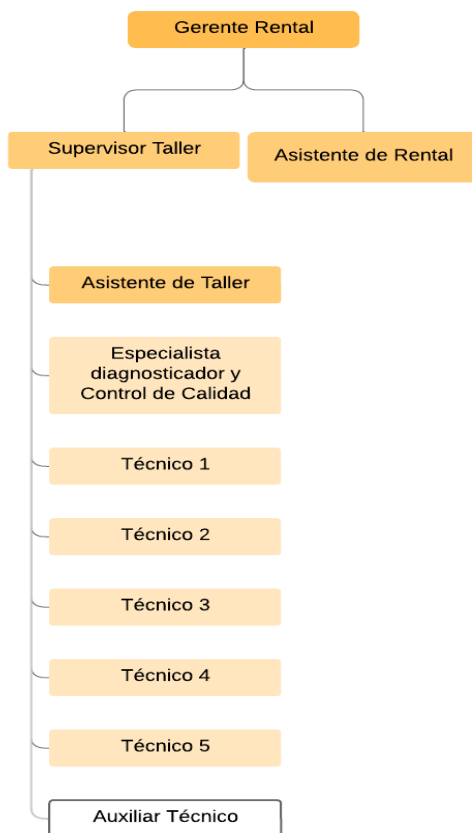 Gerente Rental
Supervisor Taller
Asistente de Rental
Asistente de Taller
Especialista
diagnosticador y
Control de Calidad
Técnico 1
Técnico 2
Técnico 3
Técnico 4
Técnico 5
Auxiliar Técnico